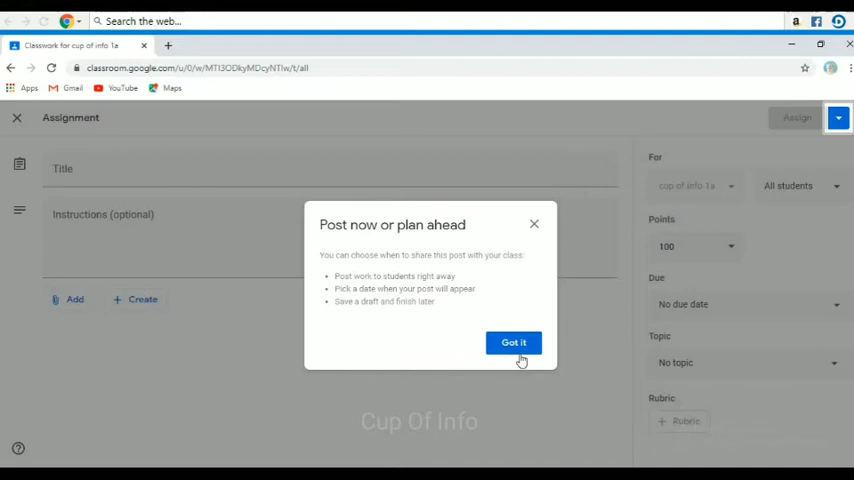 Search the web...
a
Classwork for cup of info 1a
classroom.google.com/u/0/w/MTI3ODkyMDcyNTIw/t/all
Apps Gmail YouTube Maps
Assignment
Assign
Title
Instructions (optional)
Add
Create
For
cup of info 1a
All students
Points
100
Due
No due date
Topic
No topic
Rubric
Rubric
Post now or plan ahead
You can choose when to share this post with your class:
Post work to students right away
Pick a date when your post will appear
Save a draft and finish later
Got it
Cup Of Info